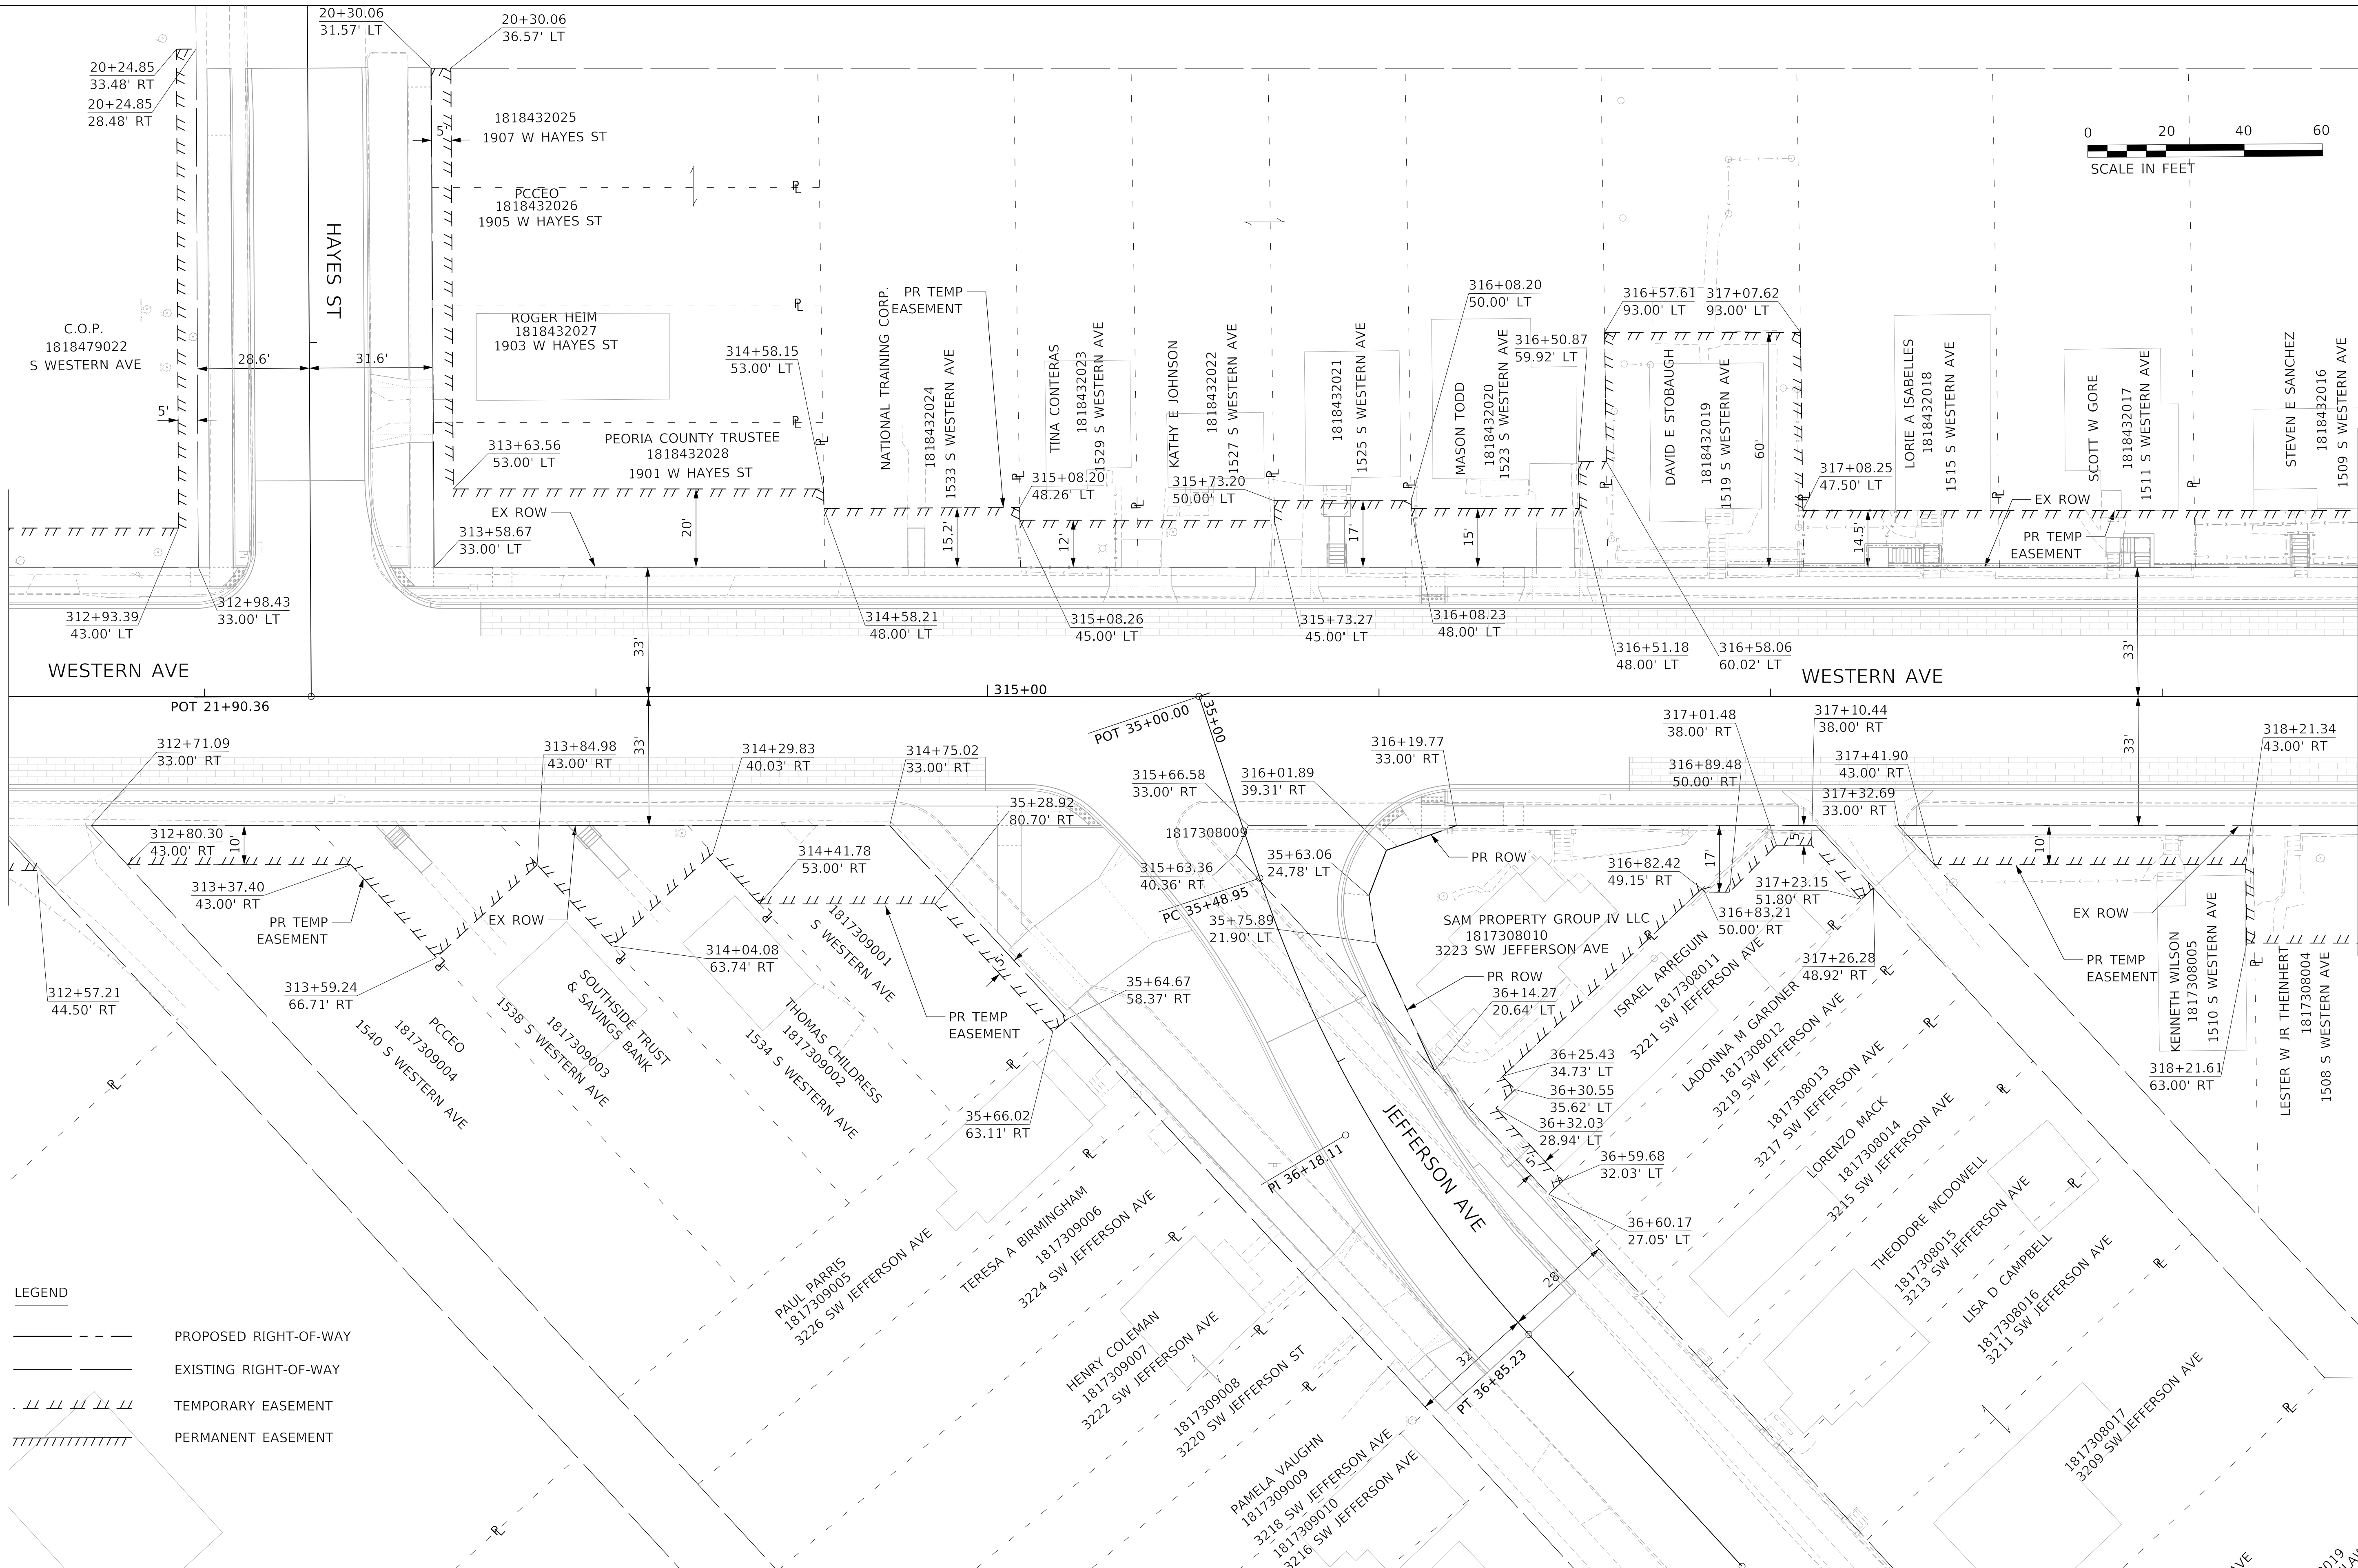 20+30.06
31.57' LT
20+30.06
36.57' LT
20+24.85
33.48' RT
20+24.85
28.48' RT
1818432025
1907 W HAYES ST
5'
PCCEO
1818432026
1905 W HAYES ST
HAYES ST
0 20 40 60
SCALE IN FEET
C.O.P.
1818479022
S WESTERN AVE
28.6'
31.6'
5'
ROGER HEIM
1818432027
1903 W HAYES ST
PEORIA COUNTY TRUSTEE
1818432028
1901 W HAYES ST
314+58.15
53.00' LT
313+63.56
53.00' LT
EX ROW
313+58.67
33.00' LT
20'
NATIONAL TRAINING CORP.
1818432024
1533 S WESTERN AVE
PR TEMP
EASEMENT
15.2'
TINA CONTERAS
1818432023
1529 S WESTERN AVE
315+08.20
48.26' LT
12'
KATHY E JOHNSON
1818432022
1527 S WESTERN AVE
315+73.20
50.00' LT
1818432021
1525 S WESTERN AVE
17'
316+08.20
50.00' LT
MASON TODD
1818432020
1523 S WESTERN AVE
15'
316+50.87
59.92' LT
316+57.61
93.00' LT
317+07.62
93.00' LT
DAVID E STOBAUGH
1818432019
1519 S WESTERN AVE
60'
317+08.25
47.50' LT
14.5'
LORIE A ISABELLES
1818432018
1515 S WESTERN AVE
EX ROW
PR TEMP
EASEMENT
SCOTT W GORE
1818432017
1511 S WESTERN AVE
STEVEN E SANCHEZ
1818432016
1509 S WESTERN AVE
312+93.39
43.00' LT
312+98.43
33.00' LT
314+58.21
48.00' LT
315+08.26
45.00' LT
315+73.27
45.00' LT
316+08.23
48.00' LT
316+51.18
48.00' LT
316+58.06
60.02' LT
WESTERN AVE
33'
WESTERN AVE
33'
POT 21+90.36
315+00
POT 35+00.00
35+00
312+71.09
33.00' RT
33'
313+84.98
43.00' RT
314+29.83
40.03' RT
314+75.02
33.00' RT
315+66.58
33.00' RT
316+01.89
39.31' RT
316+19.77
33.00' RT
317+01.48
38.00' RT
317+10.44
38.00' RT
316+89.48
50.00' RT
317+41.90
43.00' RT
317+32.69
33.00' RT
318+21.34
43.00' RT
33'
312+80.30
43.00' RT
10'
313+37.40
43.00' RT
PR TEMP
EASEMENT
EX ROW
314+41.78
53.00' RT
35+28.92
80.70' RT
1817308009
315+63.36
40.36' RT
35+63.06
24.78' LT
PC 35+48.95
35+75.89
21.90' LT
PR ROW
SAM PROPERTY GROUP IV LLC
1817308010
3223 SW JEFFERSON AVE
PR ROW
36+14.27
20.64' LT
316+82.42
49.15' RT
17'
5'
317+23.15
51.80' RT
316+83.21
50.00' RT
317+26.28
48.92' RT
10'
EX ROW
PR TEMP
EASEMENT
KENNETH WILSON
1817308005
1510 S WESTERN AVE
318+21.61
63.00' RT
LESTER W JR THEINHERT
1817308004
1508 S WESTERN AVE
312+57.21
44.50' RT
313+59.24
66.71' RT
314+04.08
63.74' RT
1817309001
S WESTERN AVE
PR TEMP
EASEMENT
5'
35+64.67
58.37' RT
35+66.02
63.11' RT
PCCEO
1817309004
1540 S WESTERN AVE
SOUTHSIDE TRUST
& SAVINGS BANK
1817309003
1538 S WESTERN AVE
THOMAS CHILDRESS
1817309002
1534 S WESTERN AVE
ISRAEL ARREGUIN
1817308011
3221 SW JEFFERSON AVE
LADONNA M GARDNER
1817308012
3219 SW JEFFERSON AVE
1817308013
3217 SW JEFFERSON AVE
LORENZO MACK
1817308014
3215 SW JEFFERSON AVE
THEODORE MCDOWELL
1817308015
3213 SW JEFFERSON AVE
LISA D CAMPBELL
1817308016
3211 SW JEFFERSON AVE
1817308017
3209 SW JEFFERSON AVE
36+25.43
34.73' LT
36+30.55
35.62' LT
36+32.03
28.94' LT
36+59.68
32.03' LT
5'
36+60.17
27.05' LT
PI 36+18.11
JEFFERSON AVE
28'
32'
PT 36+85.23
PAUL PARRIS
1817309005
3226 SW JEFFERSON AVE
TERESA A BIRMINGHAM
1817309006
3224 SW JEFFERSON AVE
HENRY COLEMAN
1817309007
3222 SW JEFFERSON AVE
1817309008
3220 SW JEFFERSON ST
PAMELA VAUGHN
1817309009
3218 SW JEFFERSON AVE
1817309010
3216 SW JEFFERSON AVE
LEGEND
PROPOSED RIGHT-OF-WAY
EXISTING RIGHT-OF-WAY
TEMPORARY EASEMENT
PERMANENT EASEMENT